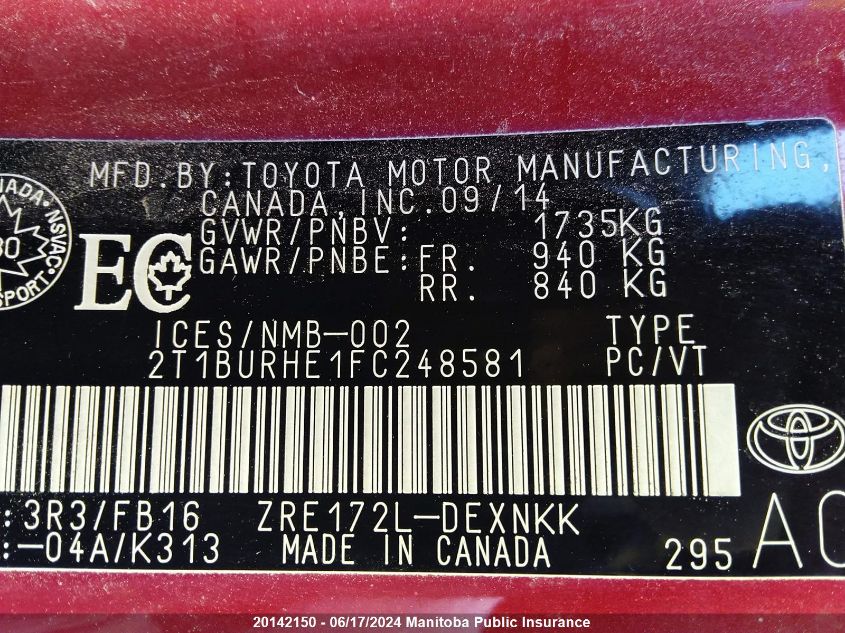 MFD.BY:TOYOTA MOTOR MANUFACTURING,
CANADA, INC. 09/14
GVWR/PNBV: 1735KG
GAWR/PNBE: FR. 940 KG
RR. 840 KG
NSVAC
EC
ICES/NMB-002 TYPE
2T1BURHE1FC248581 PC/VT
:3R3/FB16 ZRE172L-DEXNKK
:-04A/K313 MADE IN CANADA 295
20142150 - 06/17/2024 Manitoba Public Insurance